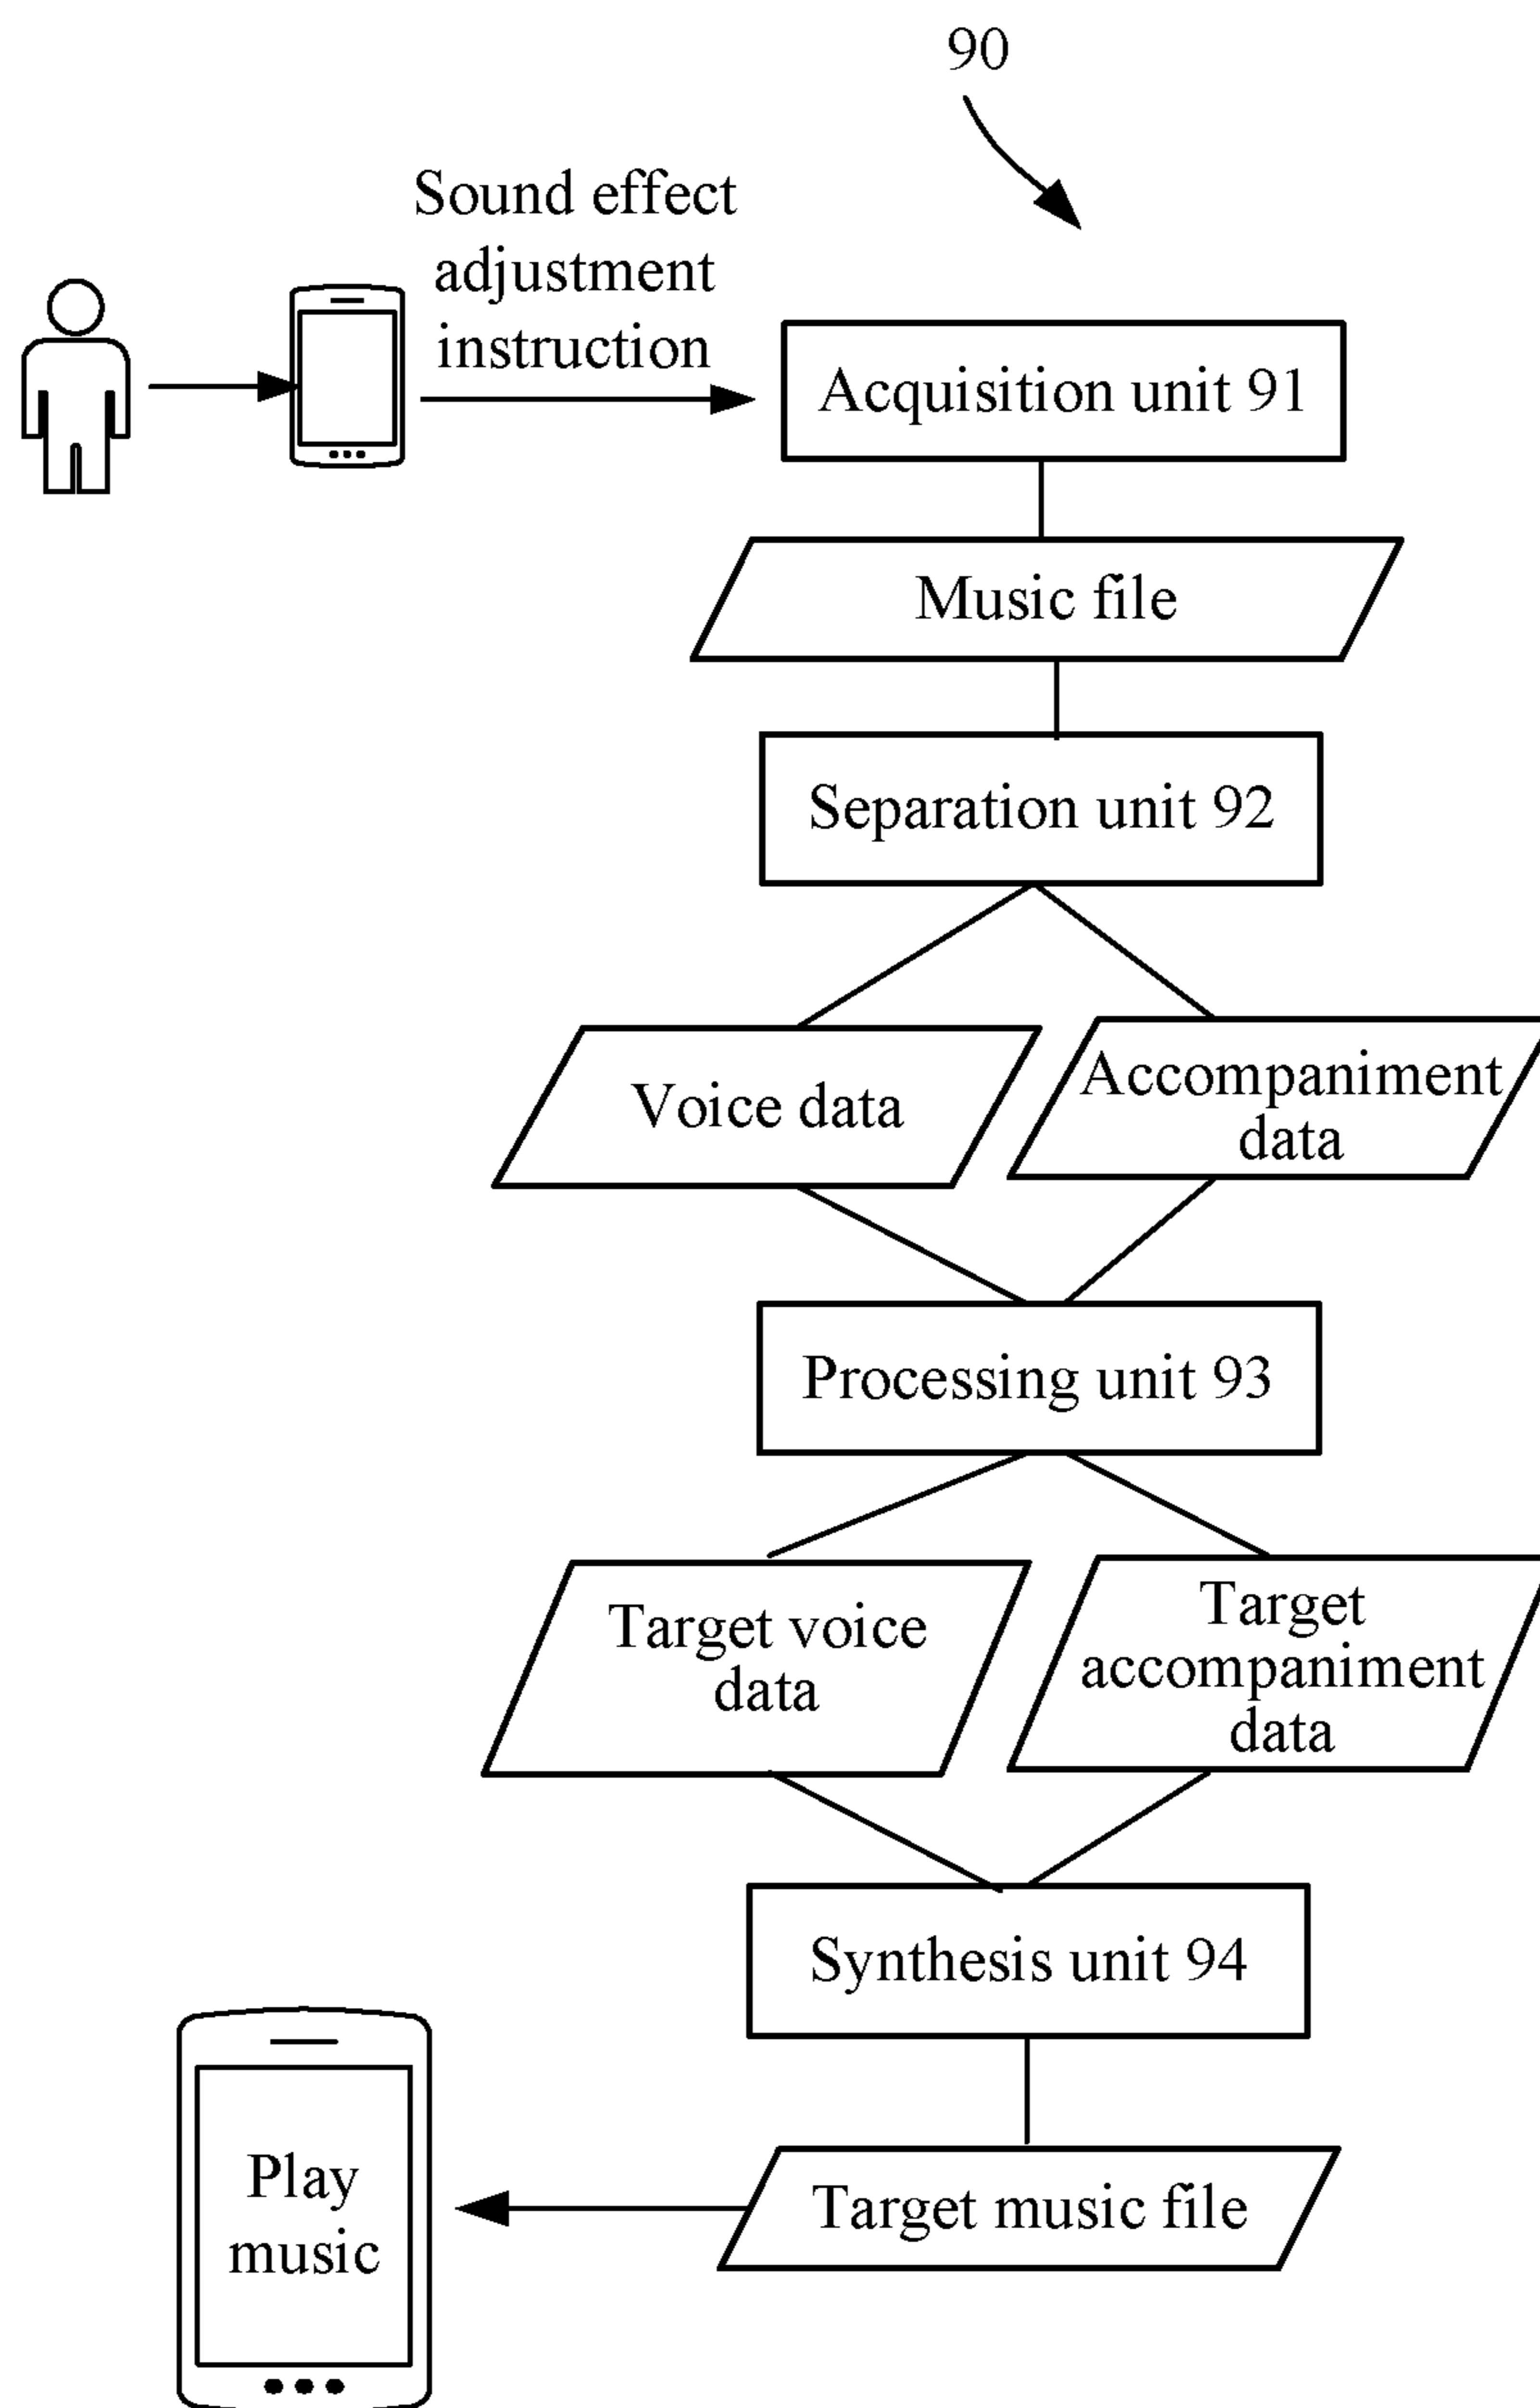 90
Sound effect
adjustment
instruction
Acquisition unit 91
Music file
Separation unit 92
Voice data
Accompaniment
data
Processing unit 93
Target voice
data
Target
accompaniment
data
Synthesis unit 94
Target music file
Play
music